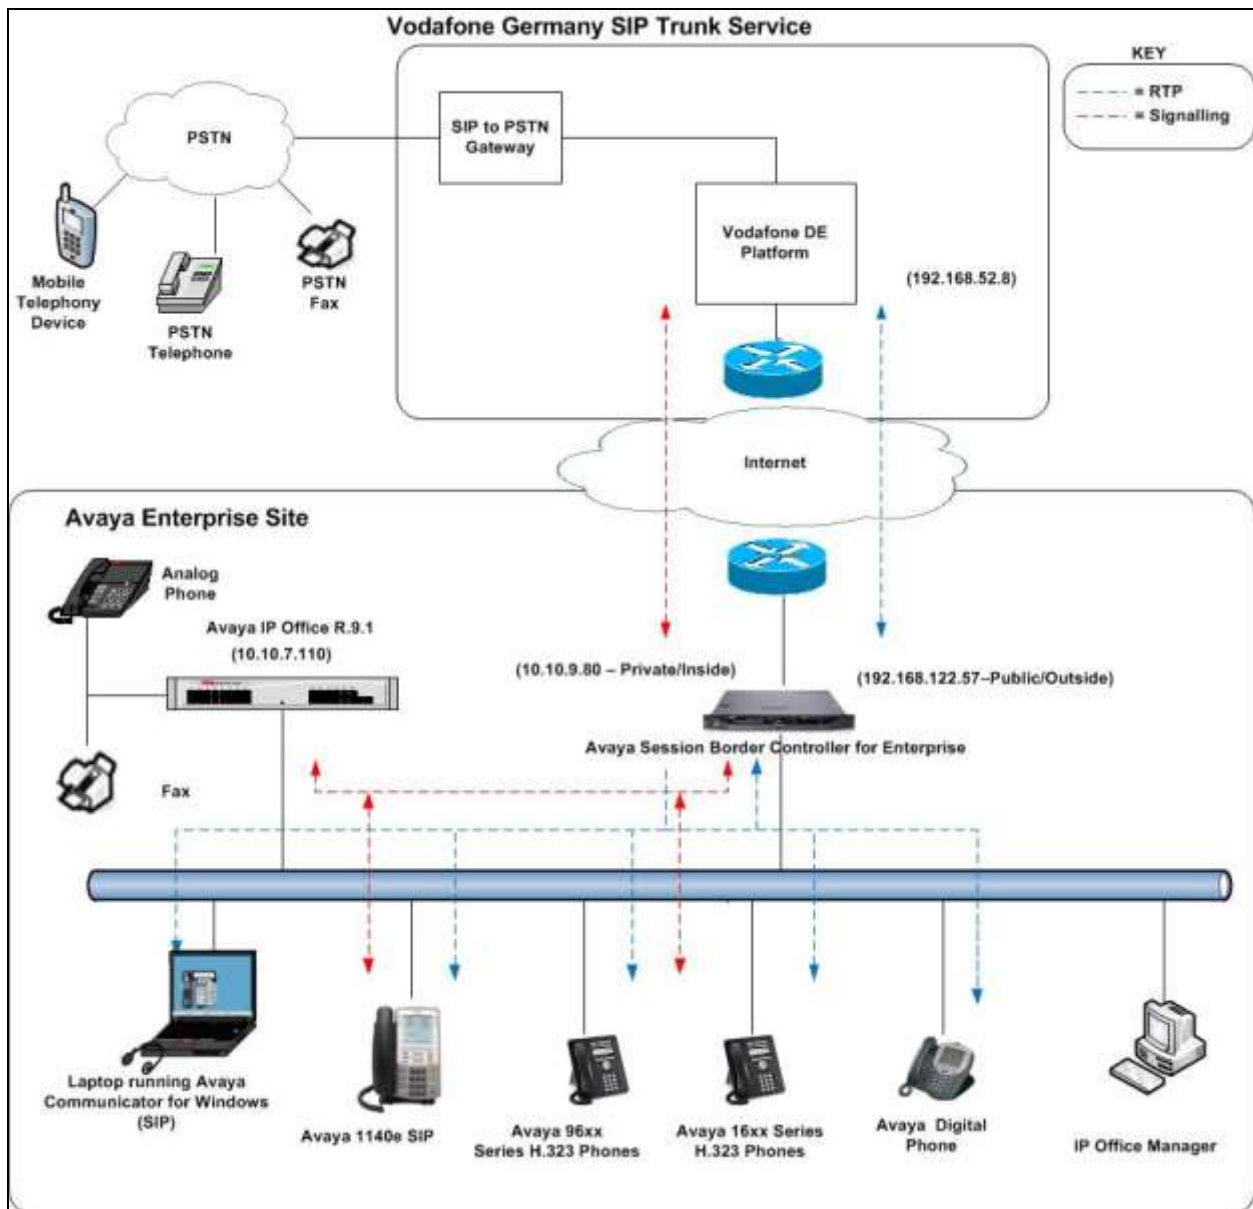 Vodafone Germany SIP Trunk Service
KEY
= RTP
= Signalling
PSTN
SIP to PSTN
Gateway
Vodafone DE
Platform
(192.168.52.8)
Mobile
Telephony
Device
PSTN
Telephone
PSTN
Fax
Internet
Avaya Enterprise Site
Analog
Phone
Avaya IP Office R.9.1
(10.10.7.110)
(10.10.9.80 – Private/Inside)
(192.168.122.57–Public/Outside)
Avaya Session Border Controller for Enterprise
Fax
Laptop running Avaya
Communicator for Windows
(SIP)
Avaya 1140e SIP
Avaya 96xx
Series H.323 Phones
Avaya 16xx Series
H.323 Phones
Avaya Digital
Phone
IP Office Manager